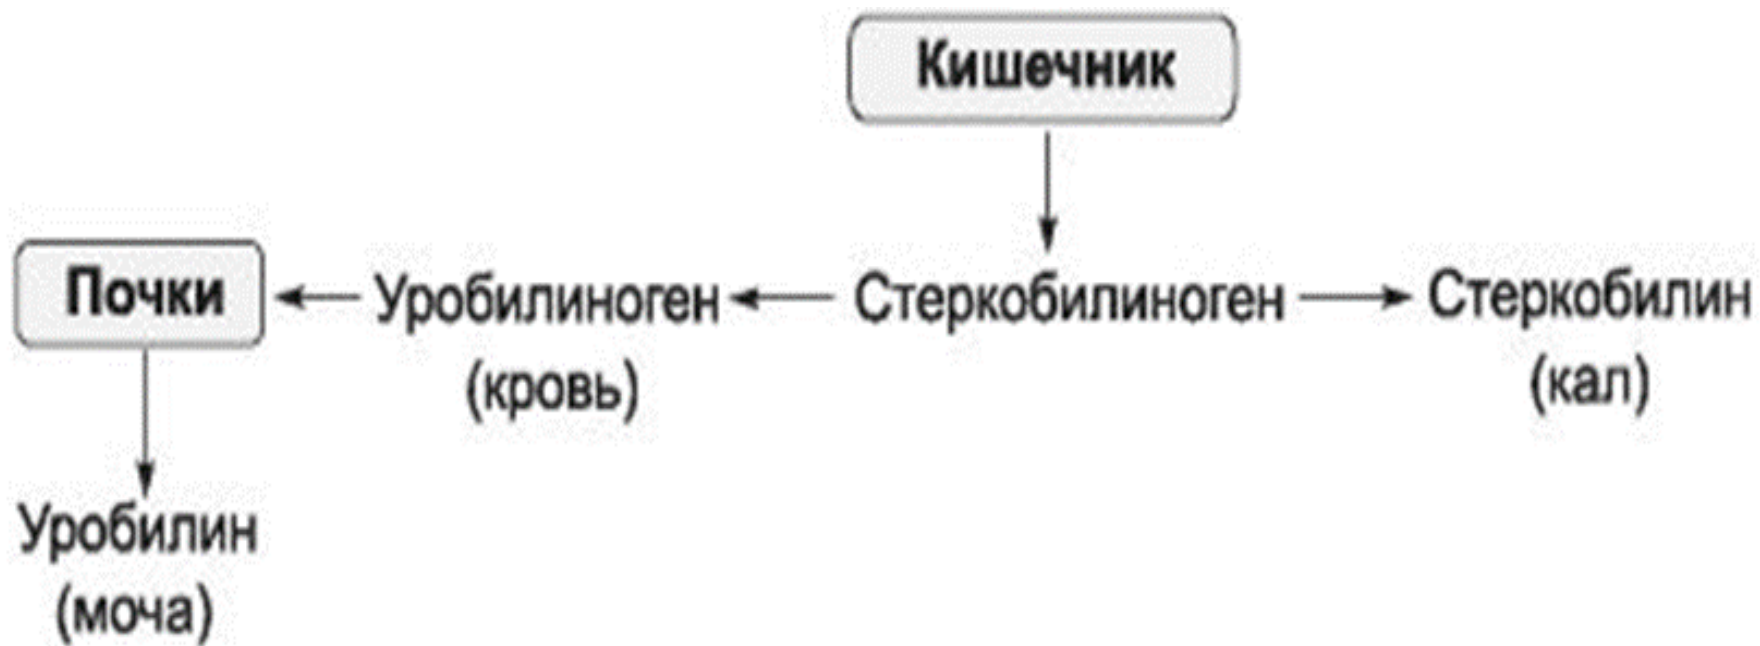 Кишечник
Почки
Уробилиноген
Стеркобилиноген
Стеркобилин
(кровь)
(кал)
Уробилин
(моча)